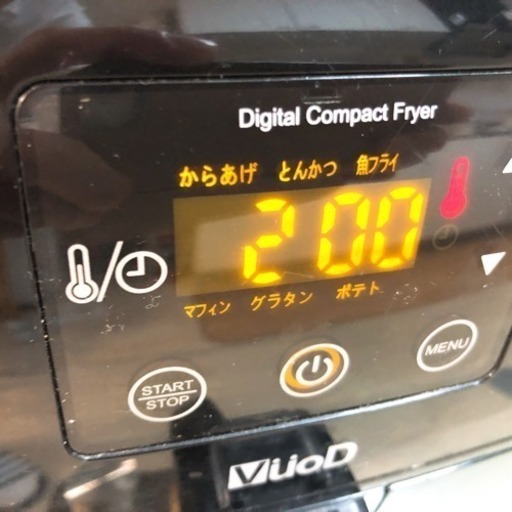 Digital Compact Fryer
からあげ とんかつ 魚フライ
200
マフィン グラタン ポテト
START
STOP
MENU
VUoD